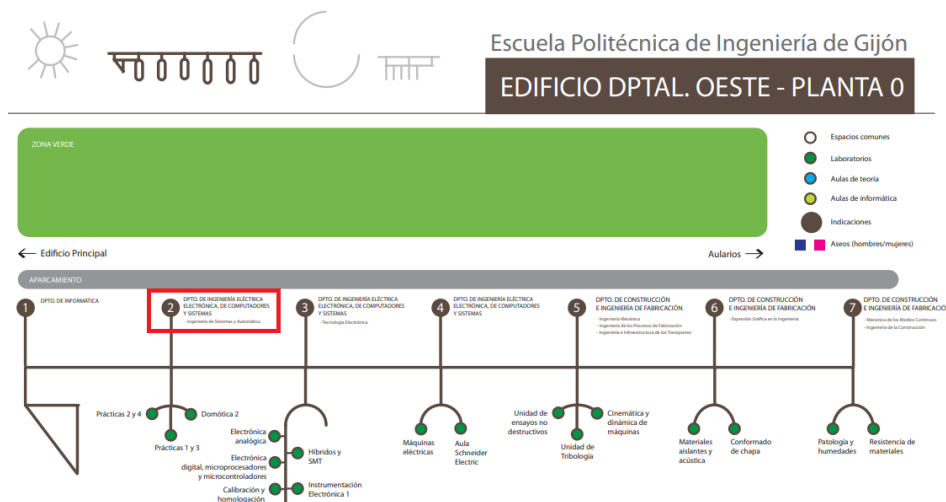 Escuela Politécnica de Ingeniería de Gijón
EDIFICIO DPTAL. OESTE - PLANTA 0
ZONA VERDE
Espacios comunes
Laboratorios
Aulas de teoría
Aulas de informática
Indicaciones
Aseos (hombres/mujeres)
Edificio Principal
Aularios
APARCAMIENTO
1
DPTO. DE INFORMÁTICA
2
DPTO. DE INGENIERÍA ELÉCTRICA
ELECTRÓNICA, DE COMPUTADORES
Y SISTEMAS
- Ingeniería de Sistemas y Automática
3
DPTO. DE INGENIERÍA ELÉCTRICA
ELECTRÓNICA, DE COMPUTADORES
Y SISTEMAS
- Tecnología Electrónica
4
DPTO. DE INGENIERÍA ELÉCTRICA
ELECTRÓNICA, DE COMPUTADORES
Y SISTEMAS
5
DPTO. DE CONSTRUCCIÓN
E INGENIERÍA DE FABRICACIÓN
- Ingeniería Mecánica
- Ingeniería de los Procesos de Fabricación
- Ingeniería e Infraestructura de los Transportes
6
DPTO. DE CONSTRUCCIÓN
E INGENIERÍA DE FABRICACIÓN
- Expresión Gráfica en la Ingeniería
7
DPTO. DE CONSTRUCCIÓN
E INGENIERÍA DE FABRICACIO
- Mecánica de los Medios Continuos
- Ingeniería de la Construcción
Prácticas 2 y 4
Domótica 2
Prácticas 1 y 3
Electrónica
analógica
Híbridos y
SMT
Electrónica
digital, microprocesadores
y microcontroladores
Instrumentación
Electrónica 1
Calibración y
homologación
Máquinas
eléctricas
Aula
Schneider
Electric
Unidad de
ensayos no
destructivos
Cinemática y
dinámica de
máquinas
Unidad de
Tribología
Materiales
aislantes y
acústica
Conformado
de chapa
Patología y
humedades
Resistencia de
materiales